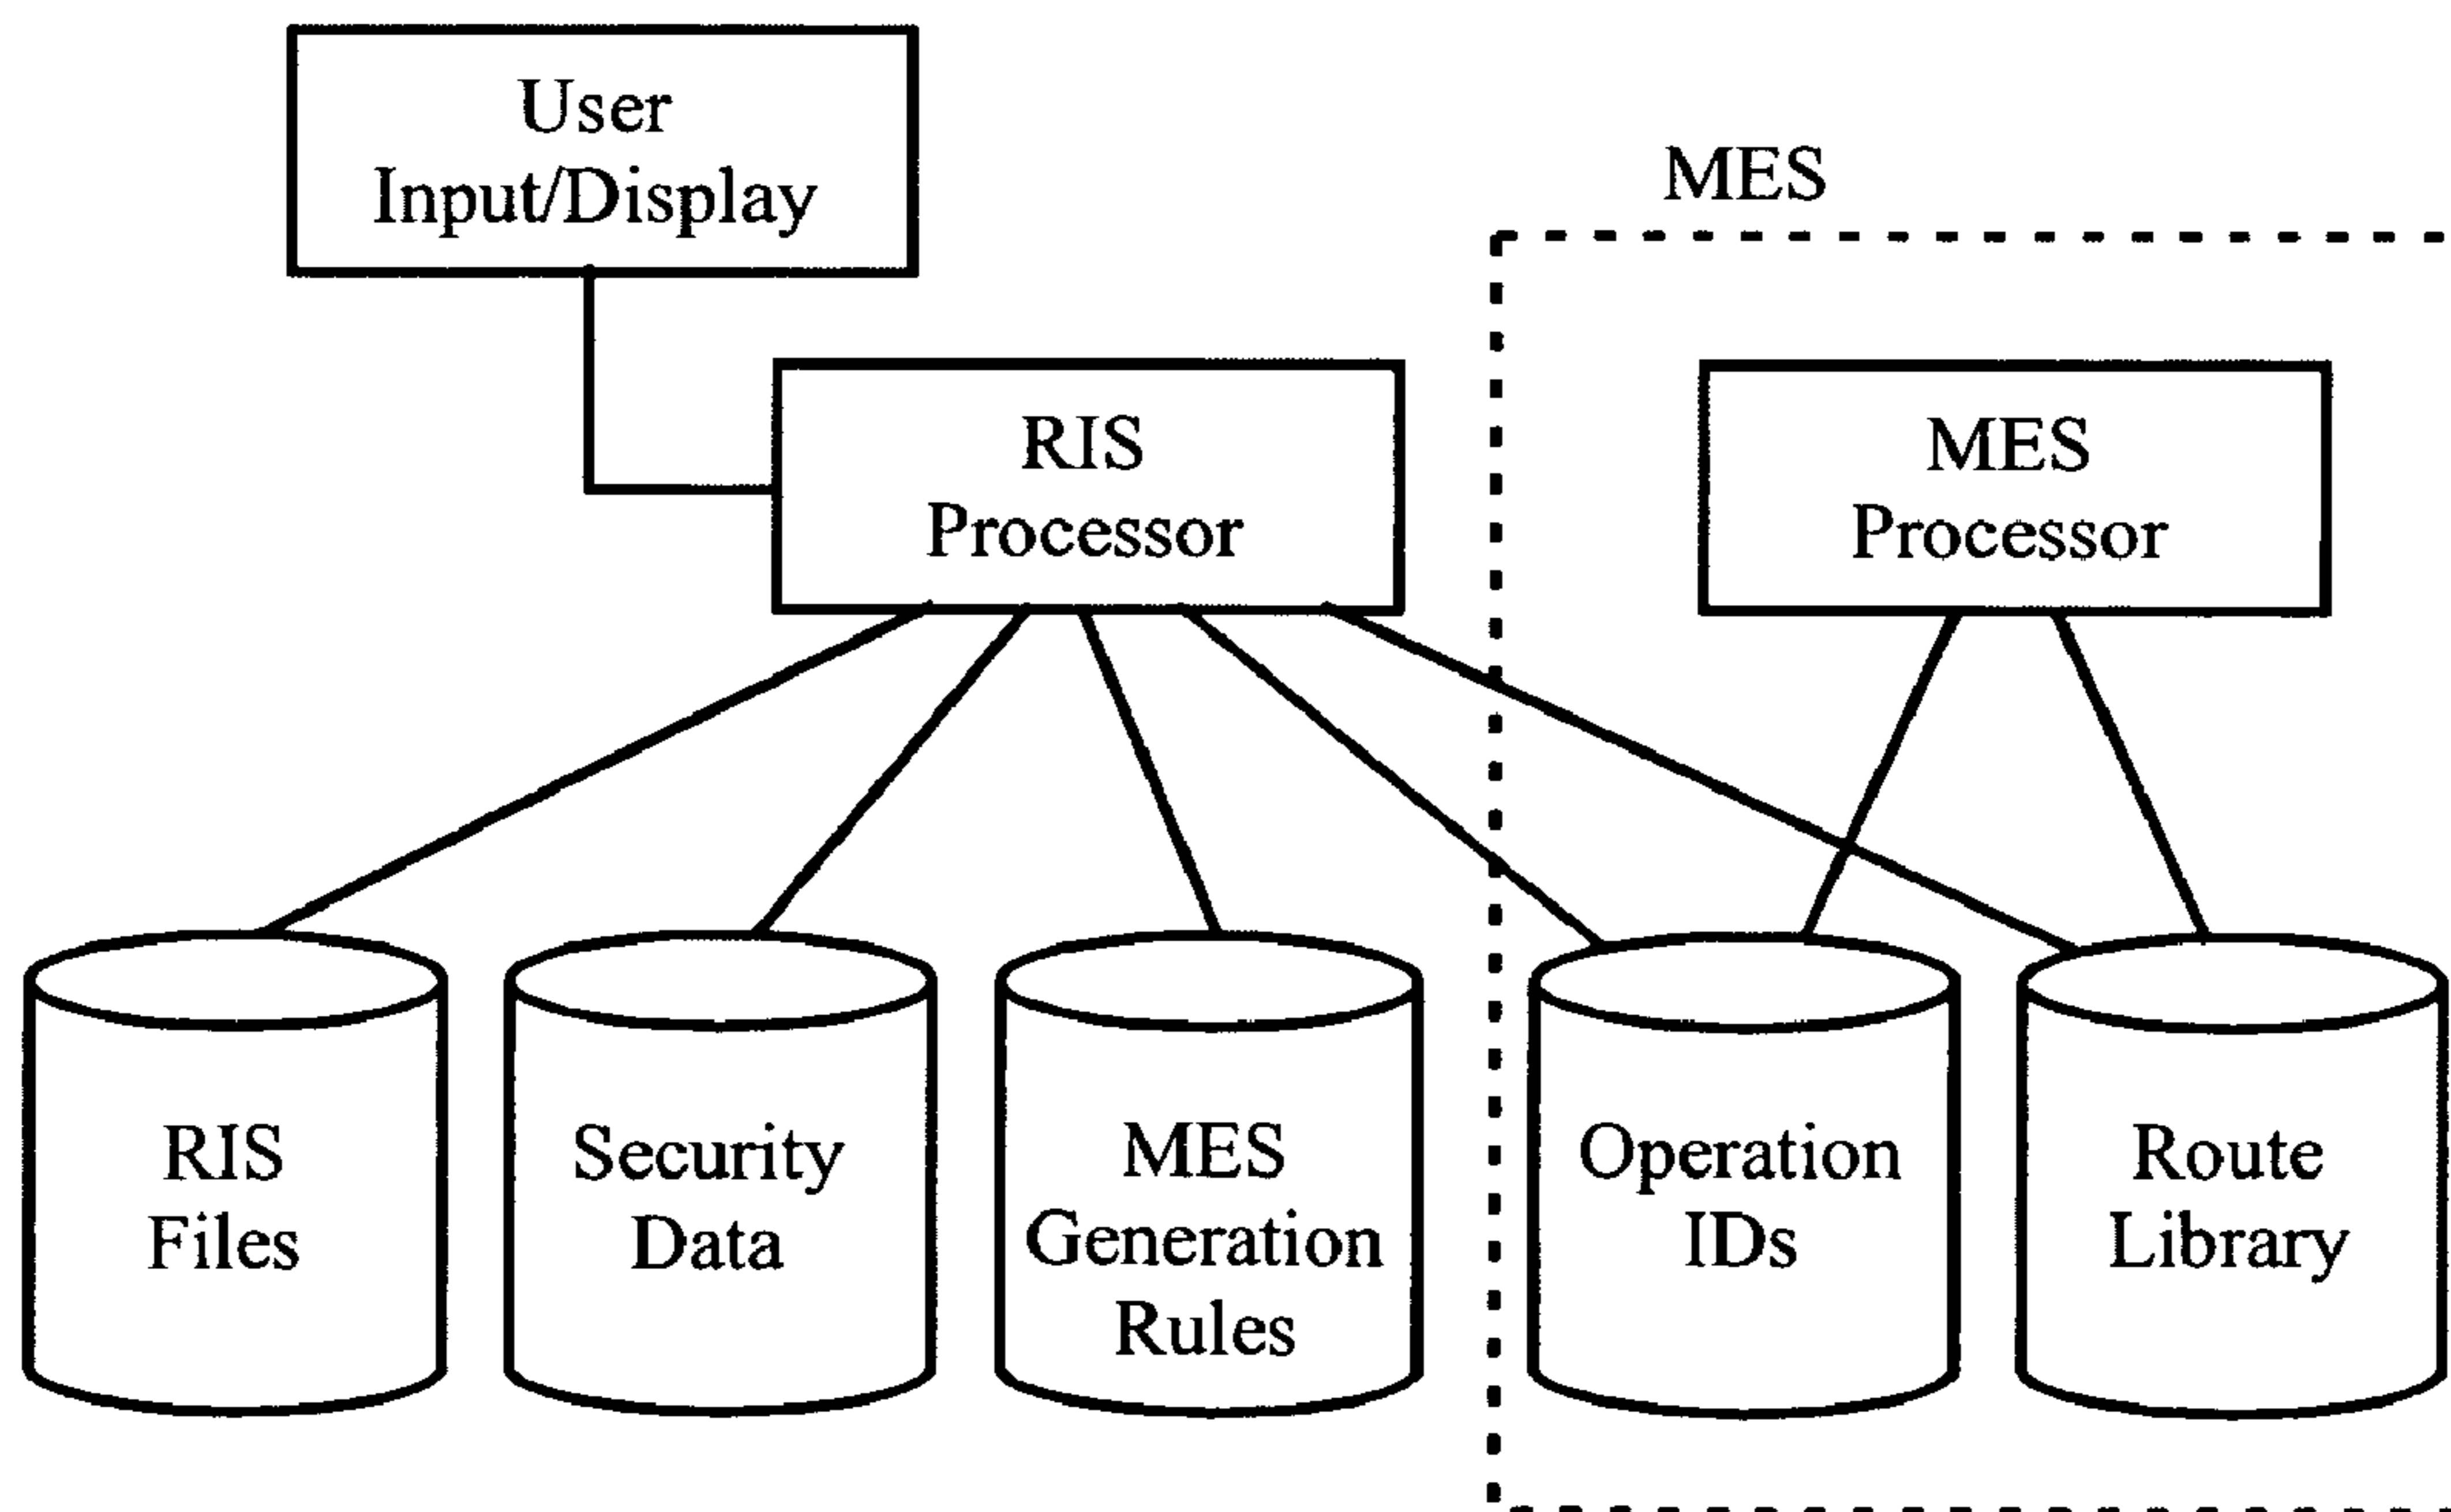 User
Input/Display
MES
RIS
Processor
MES
Processor
RIS
Files
Security
Data
MES
Generation
Rules
Operation
IDs
Route
Library